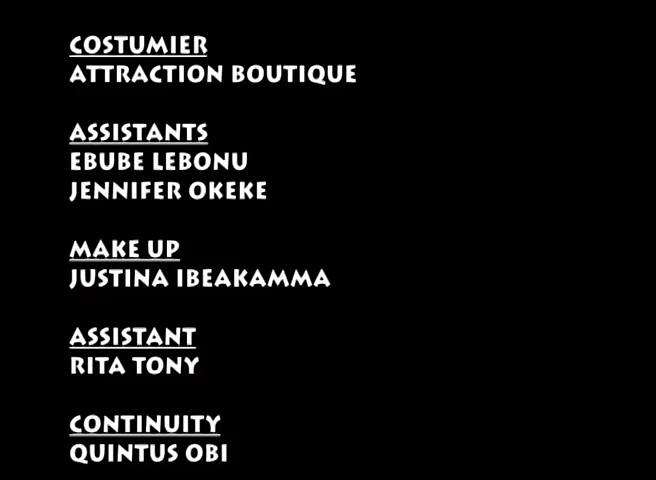 COSTUMIER
ATTRACTION BOUTIQUE
ASSISTANTS
EBUBE LEBONU
JENNIFER OKEKE
MAKE UP
JUSTINA IBEAKAMMA
ASSISTANT
RITA TONY
CONTINUITY
QUINTUS OBI